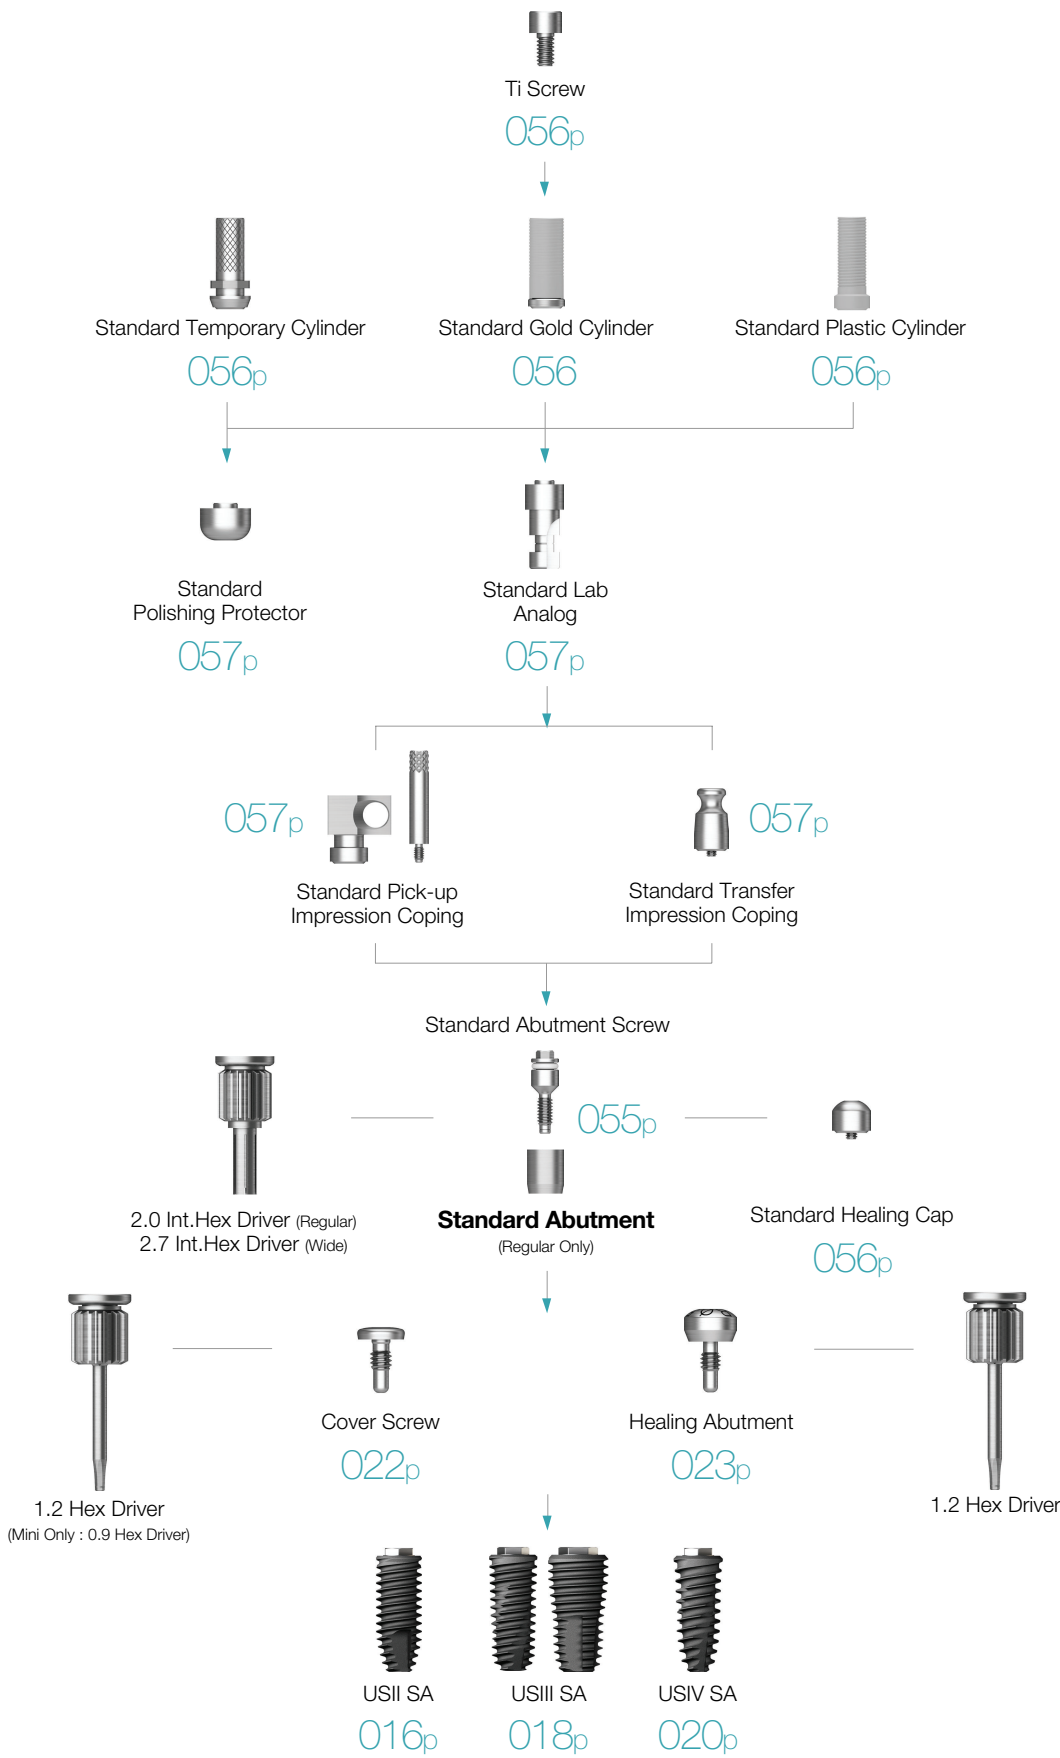 Ti Screw
056p
Standard Temporary Cylinder
056p
Standard Gold Cylinder
056
Standard Plastic Cylinder
056p
Standard
Polishing Protector
057p
Standard Lab
Analog
057p
057p
Standard Pick-up
Impression Coping
057p
Standard Transfer
Impression Coping
Standard Abutment Screw
055p
2.0 Int.Hex Driver (Regular)
2.7 Int.Hex Driver (Wide)
Standard Abutment
(Regular Only)
Standard Healing Cap
056p
1.2 Hex Driver
(Mini Only : 0.9 Hex Driver)
Cover Screw
022p
Healing Abutment
023p
1.2 Hex Driver
USII SA
016p
USIII SA
018p
USIV SA
020p